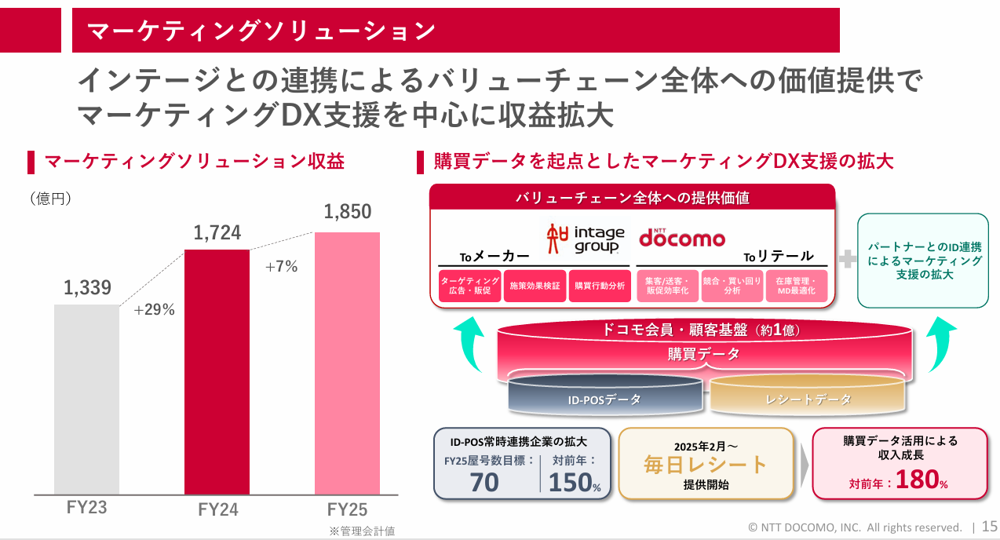 マーケティングソリューション
インテージとの連携によるバリューチェーン全体への価値提供で
マーケティングDX支援を中心に収益拡大
マーケティングソリューション収益
(億円)
1,339
+29%
1,724
+7%
1,850
FY23
FY24
FY25
※管理会計値
購買データを起点としたマーケティングDX支援の拡大
バリューチェーン全体への提供価値
intage
group
NTT
döcomo
Toメーカー
Toリテール
ターゲティング
広告・販促
施策効果検証
購買行動分析
集客/送客・
販促効率化
競合・買い回り
分析
在庫管理・
MD最適化
パートナーとのID連携
によるマーケティング
支援の拡大
ドコモ会員・顧客基盤（約1億）
購買データ
ID-POSデータ
レシートデータ
ID-POS常時連携企業の拡大
FY25屋号数目標：
70
対前年：
150%
2025年2月～
毎日レシート
提供開始
購買データ活用による
収入成長
対前年：180%
© NTT DOCOMO, INC. All rights reserved. | 15